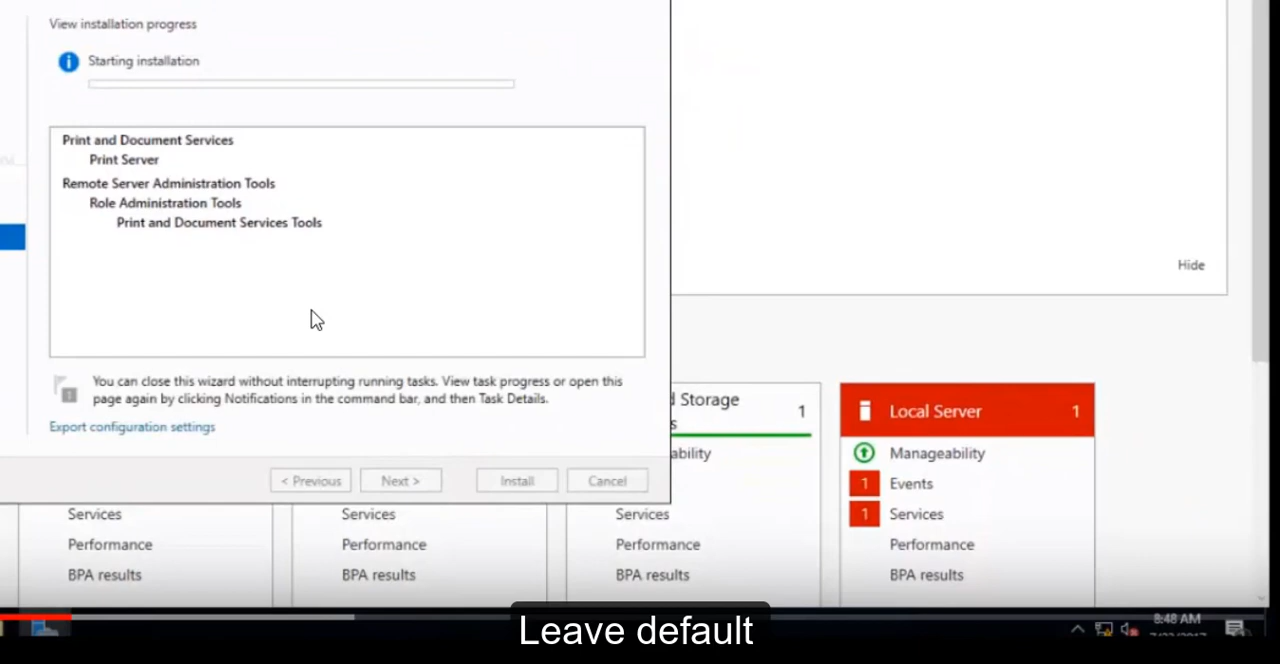 View installation progress
Starting installation
Print and Document Services
Print Server
Remote Server Administration Tools
Role Administration Tools
Print and Document Services Tools
You can close this wizard without interrupting running tasks. View task progress or open this
page again by clicking Notifications in the command bar, and then Task Details.
Export configuration settings
< Previous Next > Install Cancel
Hide
Storage 1
Local Server 1
Manageability
1 Events
1 Services
Performance
BPA results
Services
Performance
BPA results
Services
Performance
BPA results
Services
Performance
BPA results
8:48 AM
Leave default